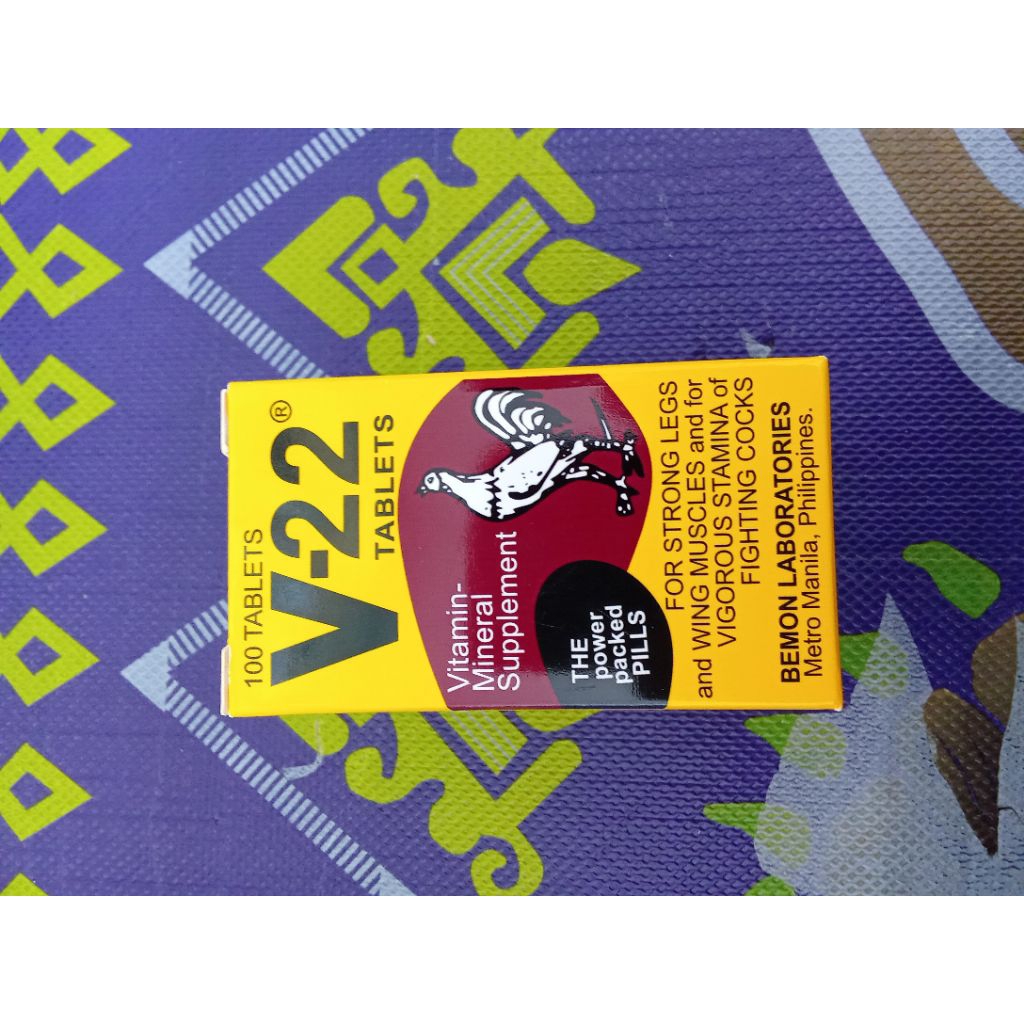 100 TABLETS
V-22®
TABLETS
Vitamin-
Mineral
Supplement
THE
power
packed
PILLS
FOR STRONG LEGS
and WING MUSCLES and for
VIGOROUS STAMINA of
FIGHTING COCKS
BEMON LABORATORIES
Metro Manila, Philippines.